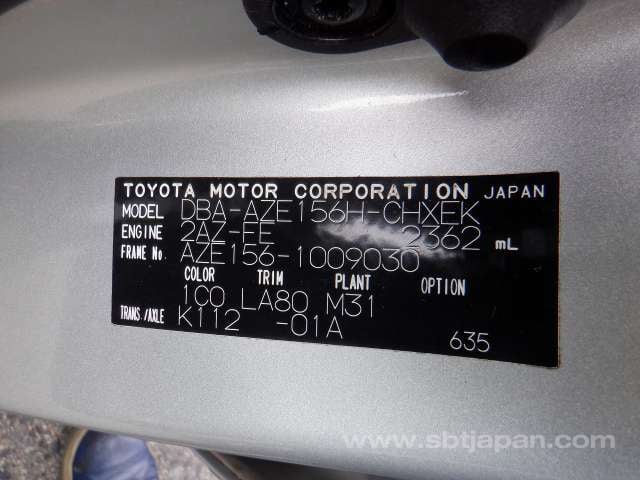 TOYOTA MOTOR CORPORATION JAPAN
MODEL DBA-AZE156H-CHXEK
ENGINE 2AZ-FE 2362 mL
FRAME No. AZE156-1009030
COLOR TRIM PLANT OPTION
1C0 LA80 M31
TRANS./AXLE K112 -01A
635
www.sbtjapan.com